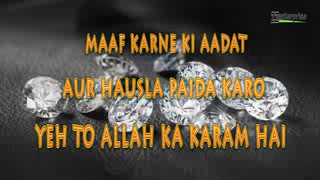 MAAF KARNE KI AADAT
AUR HAUSLA PAIDA KARO
YEH TO ALLAH KA KARAM HAI